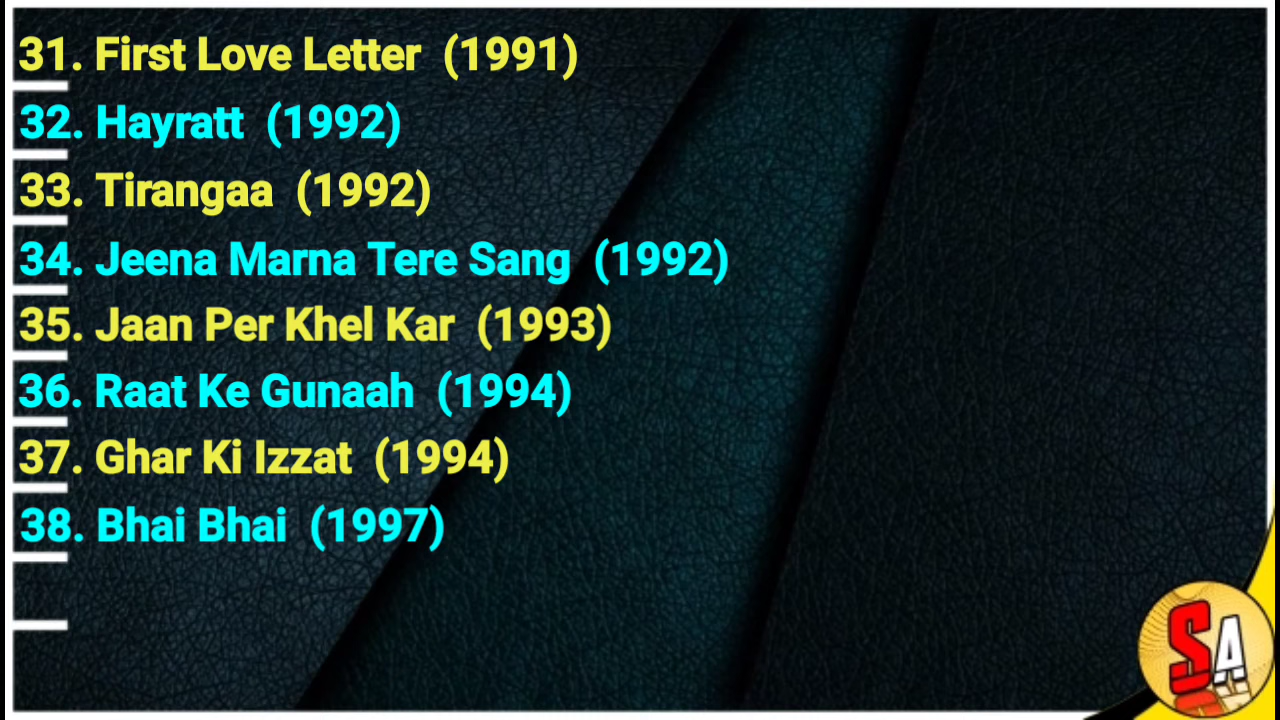 31. First Love Letter (1991)
32. Hayratt (1992)
33. Tirangaa (1992)
34. Jeena Marna Tere Sang (1992)
35. Jaan Per Khel Kar (1993)
36. Raat Ke Gunaah (1994)
37. Ghar Ki Izzat (1994)
38. Bhai Bhai (1997)
SA